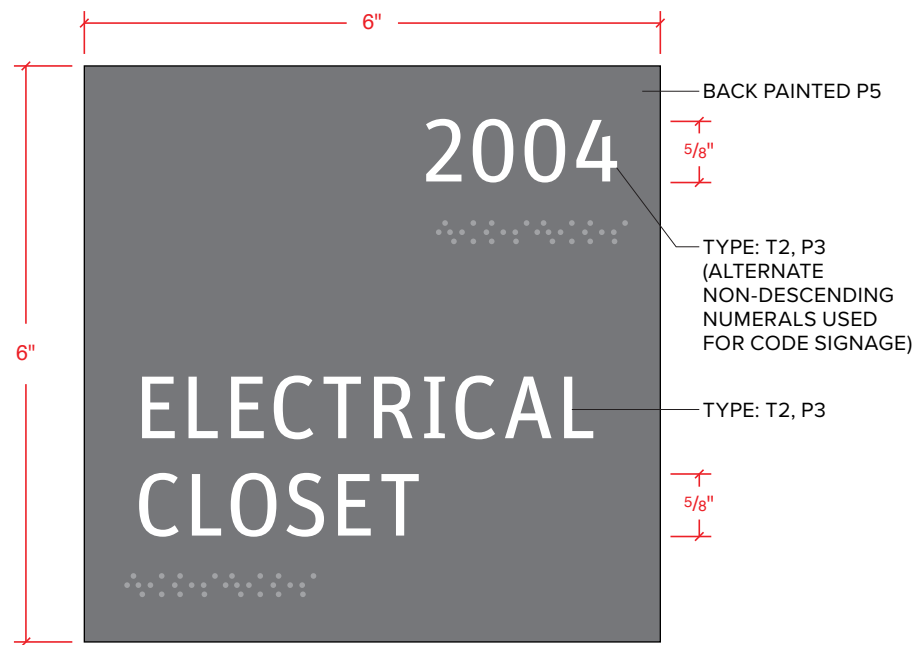 6"
BACK PAINTED P5
2004
5/8"
TYPE: T2, P3
(ALTERNATE
NON-DESCENDING
NUMERALS USED
FOR CODE SIGNAGE)
6"
ELECTRICAL
TYPE: T2, P3
CLOSET
5/8"